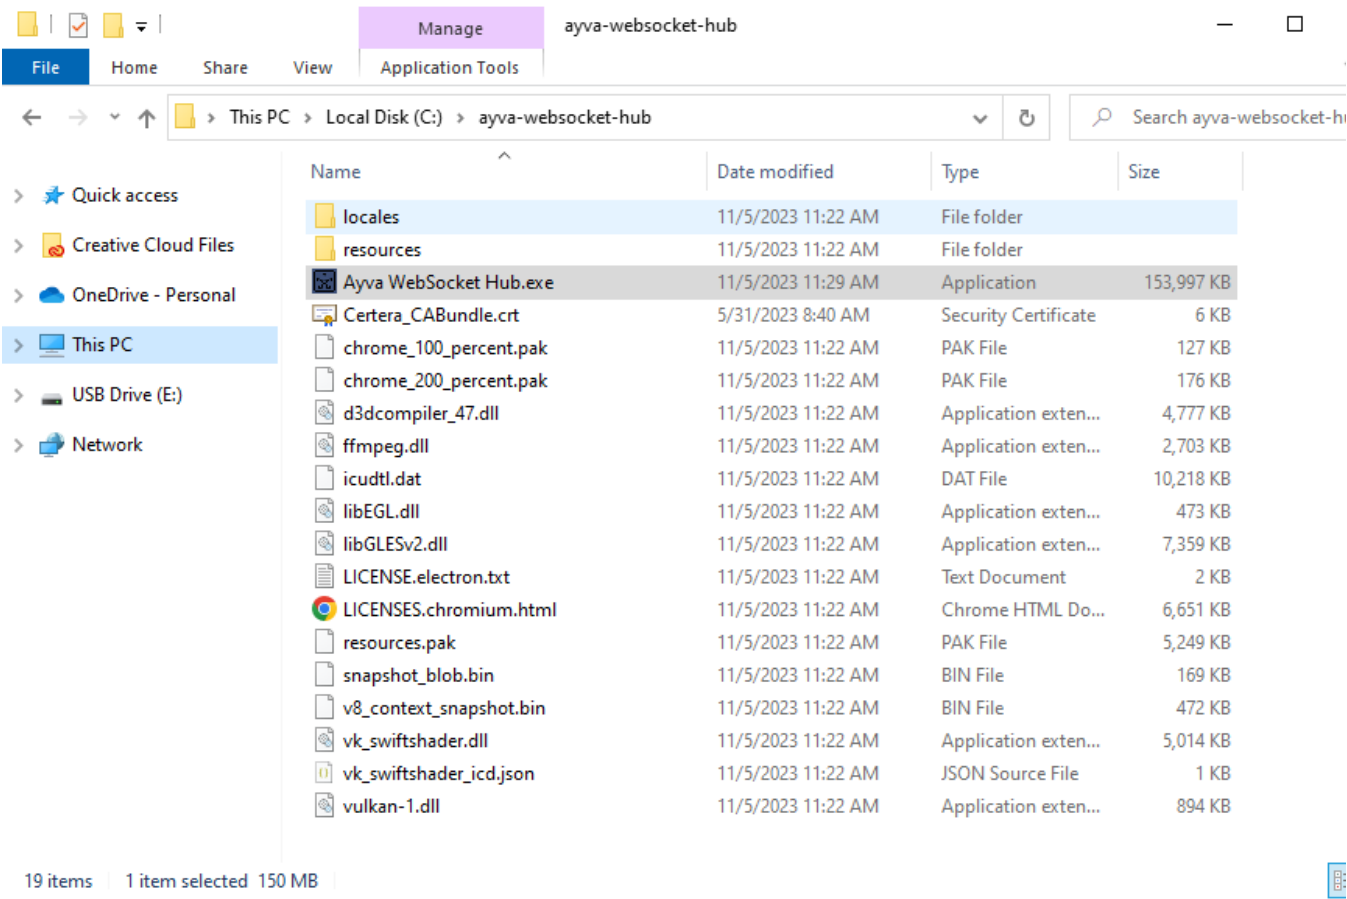 Manage
ayva-websocket-hub
File Home Share View Application Tools
This PC Local Disk (C:) ayva-websocket-hub
Search ayva-websocket-hu
Name Date modified Type Size
Quick access
Creative Cloud Files
OneDrive - Personal
This PC
USB Drive (E:)
Network
locales 11/5/2023 11:22 AM File folder
resources 11/5/2023 11:22 AM File folder
Ayva WebSocket Hub.exe 11/5/2023 11:29 AM Application 153,997 KB
Certera_CABundle.crt 5/31/2023 8:40 AM Security Certificate 6 KB
chrome_100_percent.pak 11/5/2023 11:22 AM PAK File 127 KB
chrome_200_percent.pak 11/5/2023 11:22 AM PAK File 176 KB
d3dcompiler_47.dll 11/5/2023 11:22 AM Application exten... 4,777 KB
ffmpeg.dll 11/5/2023 11:22 AM Application exten... 2,703 KB
icudtl.dat 11/5/2023 11:22 AM DAT File 10,218 KB
libEGL.dll 11/5/2023 11:22 AM Application exten... 473 KB
libGLESv2.dll 11/5/2023 11:22 AM Application exten... 7,359 KB
LICENSE.electron.txt 11/5/2023 11:22 AM Text Document 2 KB
LICENSES.chromium.html 11/5/2023 11:22 AM Chrome HTML Do... 6,651 KB
resources.pak 11/5/2023 11:22 AM PAK File 5,249 KB
snapshot_blob.bin 11/5/2023 11:22 AM BIN File 169 KB
v8_context_snapshot.bin 11/5/2023 11:22 AM BIN File 472 KB
vk_swiftshader.dll 11/5/2023 11:22 AM Application exten... 5,014 KB
vk_swiftshader_icd.json 11/5/2023 11:22 AM JSON Source File 1 KB
vulkan-1.dll 11/5/2023 11:22 AM Application exten... 894 KB
19 items 1 item selected 150 MB